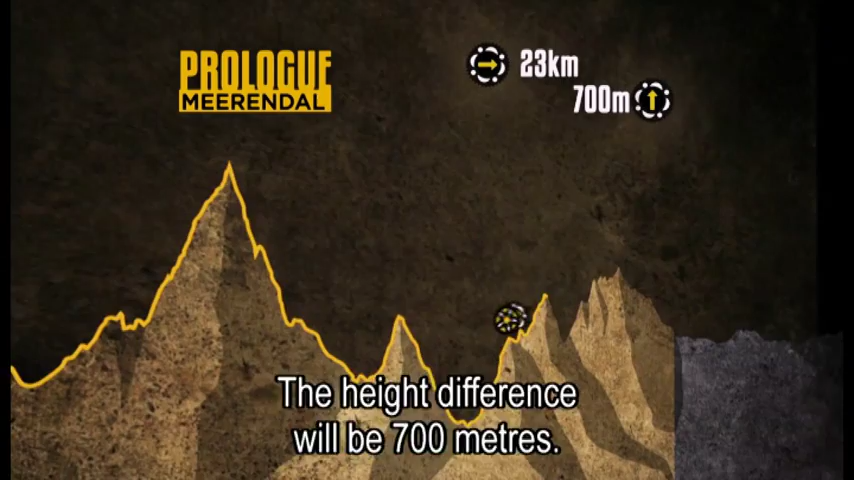 PROLOGUE
MEERENDAL
23km
700m
The height difference
will be 700 metres.